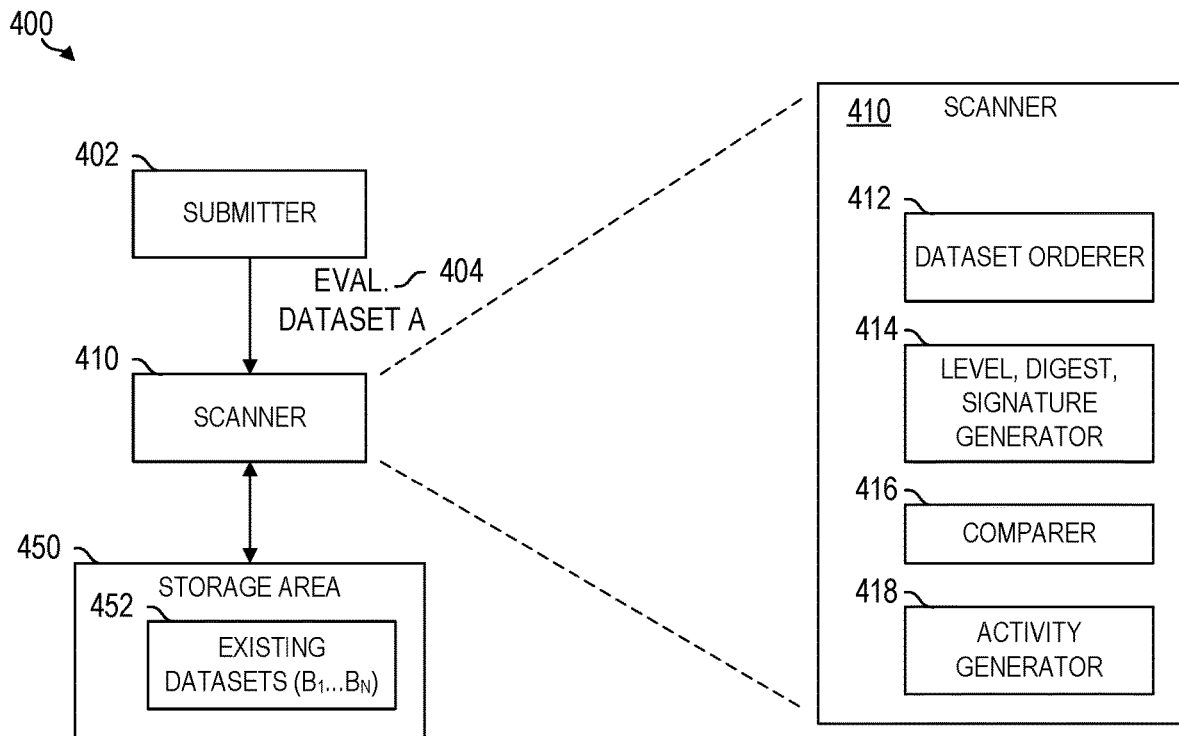 400
402
SUBMITTER
EVAL. 404
DATASET A
410
SCANNER
450
STORAGE AREA
452
EXISTING
DATASETS (B₁...Bₙ)
410 SCANNER
412
DATASET ORDERER
414
LEVEL, DIGEST,
SIGNATURE
GENERATOR
416
COMPARER
418
ACTIVITY
GENERATOR